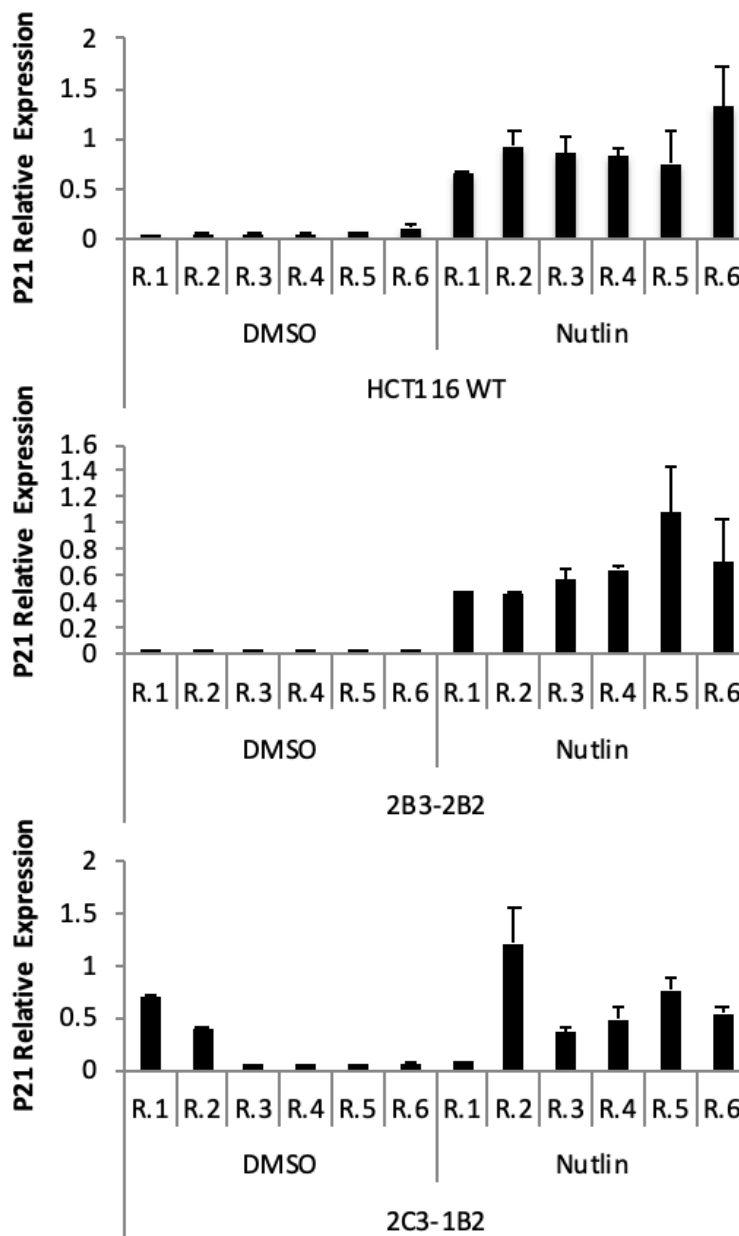 P21 Relative Expression
2
1.5
1
0.5
0
R.1 R.2 R.3 R.4 R.5 R.6 R.1 R.2 R.3 R.4 R.5 R.6
DMSO Nutlin
HCT116 WT
P21 Relative Expression
1.6
1.4
1.2
1
0.8
0.6
0.4
0.2
0
R.1 R.2 R.3 R.4 R.5 R.6 R.1 R.2 R.3 R.4 R.5 R.6
DMSO Nutlin
2B3-2B2
P21 Relative Expression
2
1.5
1
0.5
0
R.1 R.2 R.3 R.4 R.5 R.6 R.1 R.2 R.3 R.4 R.5 R.6
DMSO Nutlin
2C3-1B2